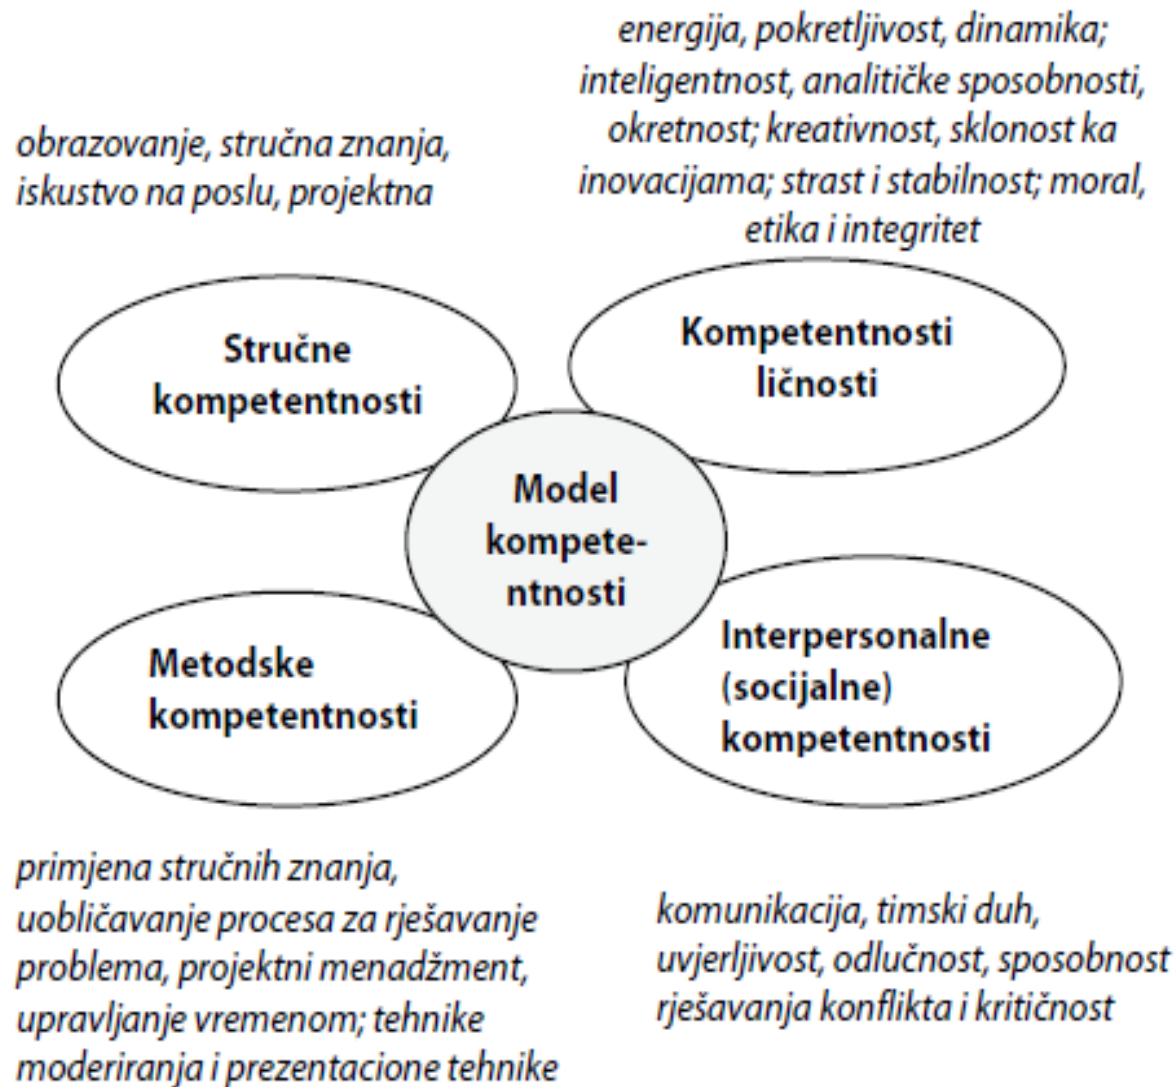 energija, pokretljivost, dinamika;
inteligentnost, analitičke sposobnosti,
okretnost; kreativnost, sklonost ka
inovacijama; strast i stabilnost; moral,
etika i integritet
obrazovanje, stručna znanja,
iskustvo na poslu, projektna
Stručne
kompetentnosti
Kompetentnosti
ličnosti
Model
kompete-
ntnosti
Metodske
kompetentnosti
Interpersonalne
(socijalne)
kompetentnosti
primjena stručnih znanja,
uobličavanje procesa za rješavanje
problema, projektni menadžment,
upravljanje vremenom; tehnike
moderiranja i prezentacione tehnike
komunikacija, timski duh,
uvjerljivost, odlučnost, sposobnost
rješavanja konflikta i kritičnost